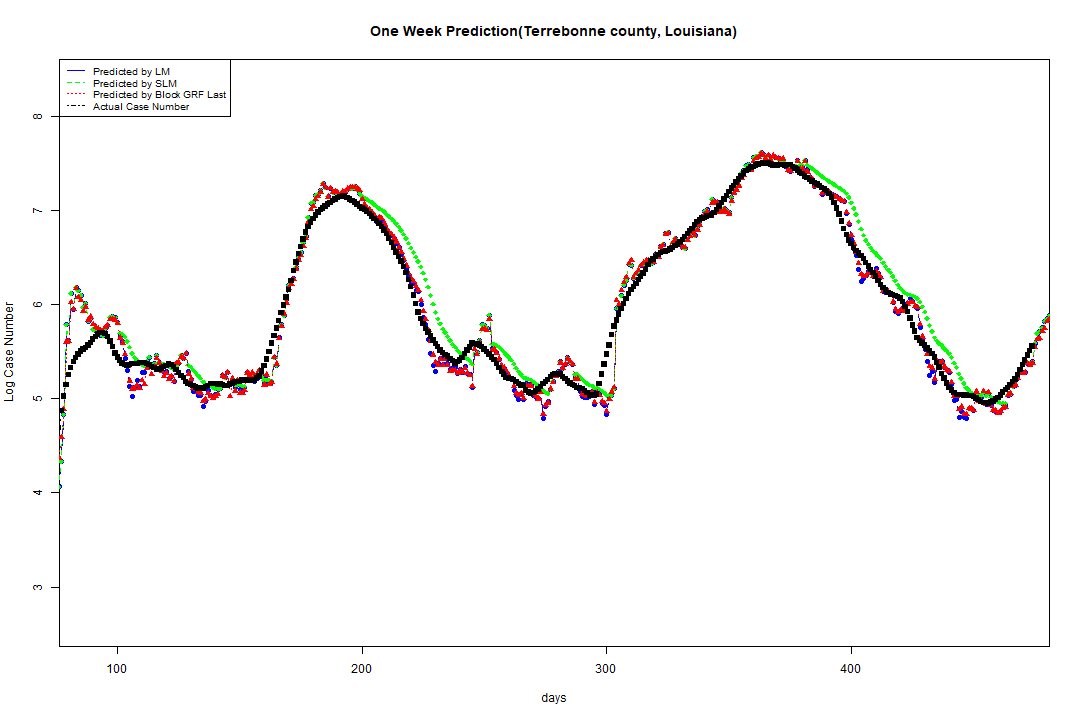 One Week Prediction(Terrebonne county, Louisiana)
Predicted by LM
Predicted by SLM
Predicted by Block GRF Last
Actual Case Number
8
7
6
5
4
3
Log Case Number
100 200 300 400
days